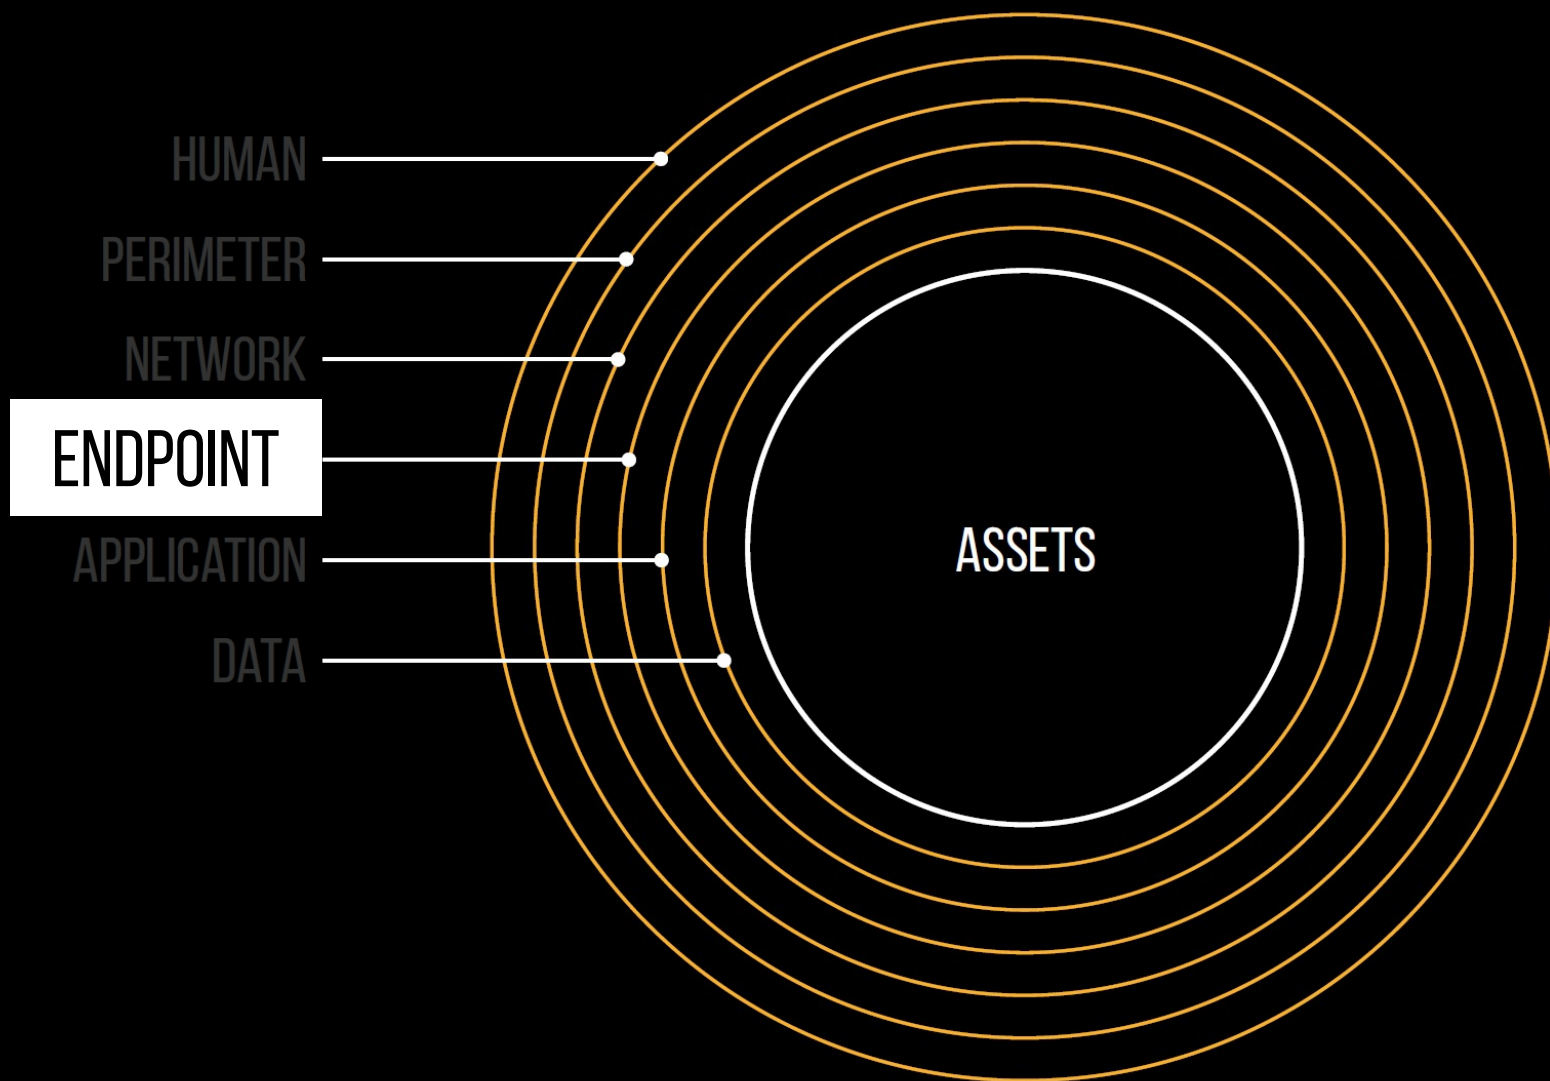 HUMAN
PERIMETER
NETWORK
ENDPOINT
APPLICATION
DATA
ASSETS